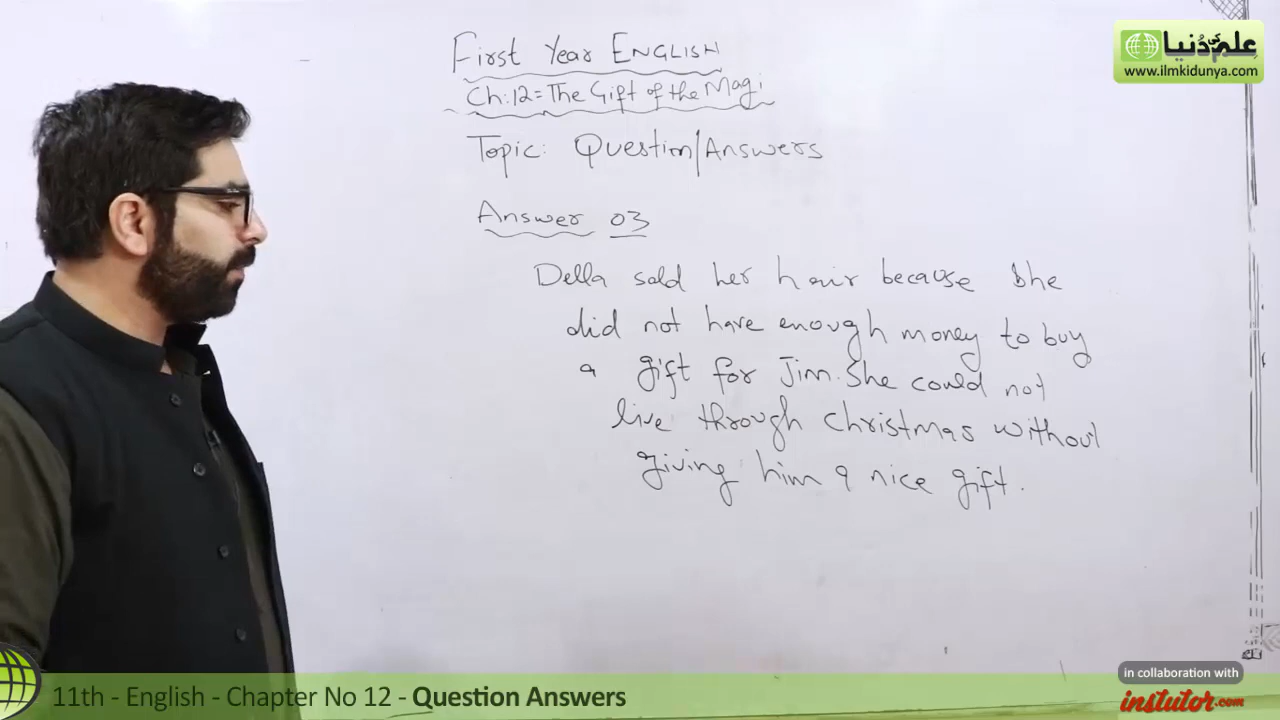 First Year ENGLISH
Ch:12=The Gift of the Magi
Topic: Question/Answers
Answer 03
Della sold her hair because she
did not have enough money to buy
a gift for Jim. She could not
live through christmas without
giving him a nice gift.
علم کی دنیا
www.ilmkidunya.com
11th - English - Chapter No 12 - Question Answers
in collaboration with
instutor.com